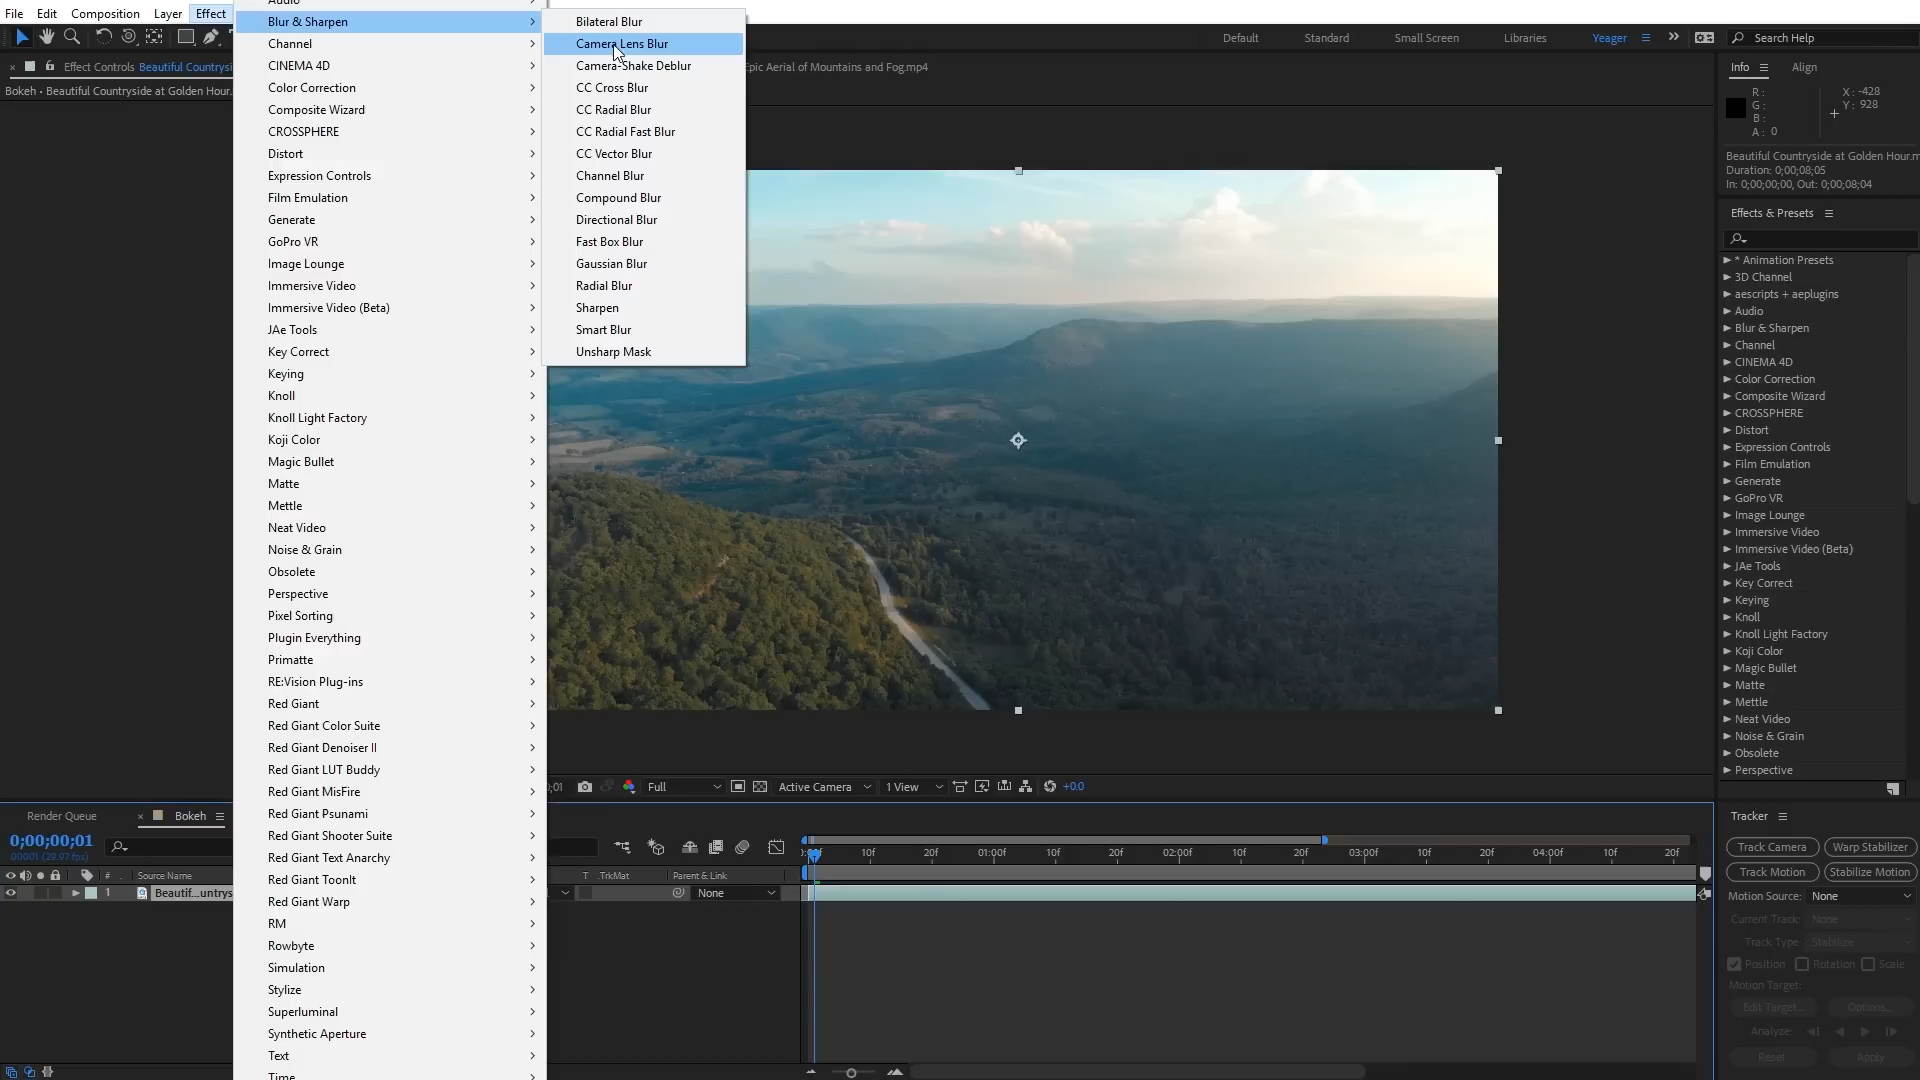 File Edit Composition Layer Effect
Default Standard Small Screen Libraries Yeager Search Help
Effect Controls Beautiful Countrysi
Epic Aerial of Mountains and Fog.mp4
Bokeh • Beautiful Countryside at Golden Hour.
Audio
Blur & Sharpen
Channel
CINEMA 4D
Color Correction
Composite Wizard
CROSSPHERE
Distort
Expression Controls
Film Emulation
Generate
GoPro VR
Image Lounge
Immersive Video
Immersive Video (Beta)
JAe Tools
Key Correct
Keying
Knoll
Knoll Light Factory
Koji Color
Magic Bullet
Matte
Mettle
Neat Video
Noise & Grain
Obsolete
Perspective
Pixel Sorting
Plugin Everything
Primatte
RE:Vision Plug-ins
Red Giant
Red Giant Color Suite
Red Giant Denoiser II
Red Giant LUT Buddy
Red Giant MisFire
Red Giant Psunami
Red Giant Shooter Suite
Red Giant Text Anarchy
Red Giant ToonIt
Red Giant Warp
RM
Rowbyte
Simulation
Stylize
Superluminal
Synthetic Aperture
Text
Time
Bilateral Blur
Camera Lens Blur
Camera-Shake Deblur
CC Cross Blur
CC Radial Blur
CC Radial Fast Blur
CC Vector Blur
Channel Blur
Compound Blur
Directional Blur
Fast Box Blur
Gaussian Blur
Radial Blur
Sharpen
Smart Blur
Unsharp Mask
Info Align
R :
G :
B :
A : 0
X : -428
Y : 928
Beautiful Countryside at Golden Hour.m
Duration: 0;00;08;05
In: 0;00;00;00, Out: 0;00;08;04
Effects & Presets
* Animation Presets
3D Channel
aescripts + aeplugins
Audio
Blur & Sharpen
Channel
CINEMA 4D
Color Correction
Composite Wizard
CROSSPHERE
Distort
Expression Controls
Film Emulation
Generate
GoPro VR
Image Lounge
Immersive Video
Immersive Video (Beta)
JAe Tools
Key Correct
Keying
Knoll
Knoll Light Factory
Koji Color
Magic Bullet
Matte
Mettle
Neat Video
Noise & Grain
Obsolete
Perspective
;01 Full Active Camera 1 View +0.0
Render Queue Bokeh
0;00;00;01
00001 (29.97 fps)
# . Source Name T .TrkMat Parent & Link
1 Beautif...untrys None
10f 20f 01:00f 10f 20f 02:00f 10f 20f 03:00f 10f 20f 04:00f 10f 20f
Tracker
Track Camera Warp Stabilizer
Track Motion Stabilize Motion
Motion Source: None
Current Track: None
Track Type: Stabilize
Position Rotation Scale
Motion Target:
Edit Target... Options...
Analyze:
Reset Apply